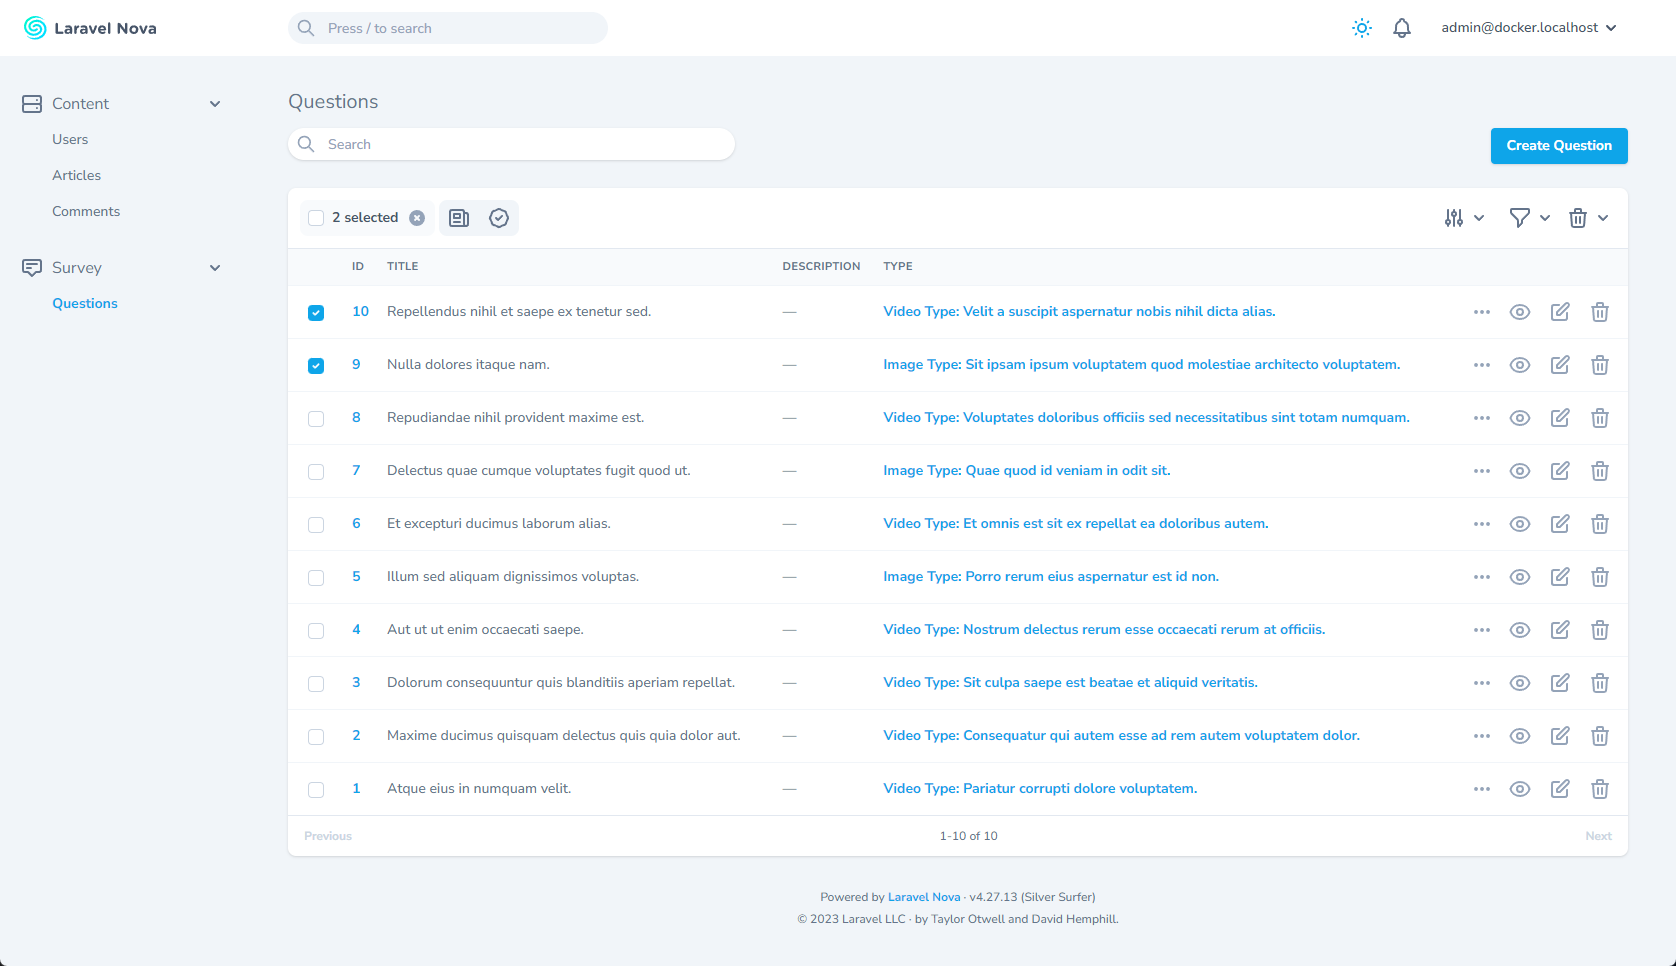 Laravel Nova
Press / to search
admin@docker.localhost
Content
Users
Articles
Comments
Survey
Questions
Questions
Search
Create Question
2 selected
ID TITLE DESCRIPTION TYPE
10 Repellendus nihil et saepe ex tenetur sed. — Video Type: Velit a suscipit aspernatur nobis nihil dicta alias.
9 Nulla dolores itaque nam. — Image Type: Sit ipsam ipsum voluptatem quod molestiae architecto voluptatem.
8 Repudiandae nihil provident maxime est. — Video Type: Voluptates doloribus officiis sed necessitatibus sint totam numquam.
7 Delectus quae cumque voluptates fugit quod ut. — Image Type: Quae quod id veniam in odit sit.
6 Et excepturi ducimus laborum alias. — Video Type: Et omnis est sit ex repellat ea doloribus autem.
5 Illum sed aliquam dignissimos voluptas. — Image Type: Porro rerum eius aspernatur est id non.
4 Aut ut ut enim occaecati saepe. — Video Type: Nostrum delectus rerum esse occaecati rerum at officiis.
3 Dolorum consequuntur quis blanditiis aperiam repellat. — Video Type: Sit culpa saepe est beatae et aliquid veritatis.
2 Maxime ducimus quisquam delectus quis quia dolor aut. — Video Type: Consequatur qui autem esse ad rem autem voluptatem dolor.
1 Atque eius in numquam velit. — Video Type: Pariatur corrupti dolore voluptatem.
Previous 1-10 of 10 Next
Powered by Laravel Nova · v4.27.13 (Silver Surfer)
© 2023 Laravel LLC · by Taylor Otwell and David Hemphill.